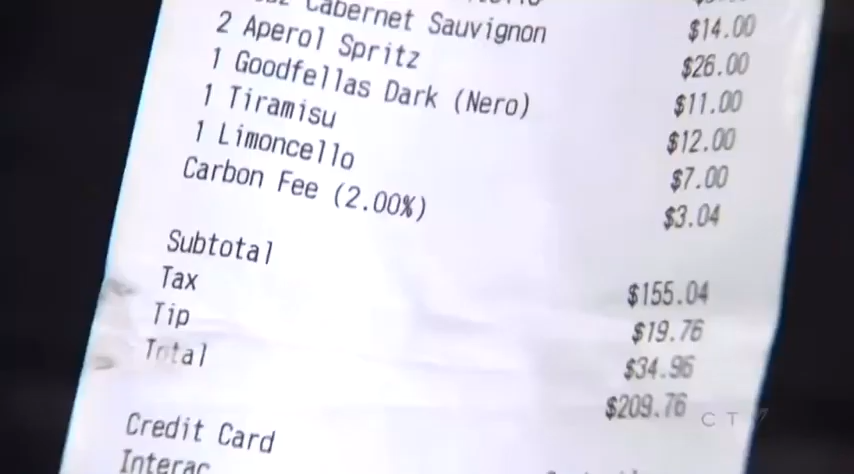 Cabernet Sauvignon $14.00
2 Aperol Spritz $26.00
1 Goodfellas Dark (Nero) $11.00
1 Tiramisu $12.00
1 Limoncello $7.00
Carbon Fee (2.00%) $3.04
Subtotal $155.04
Tax $19.76
Tip $34.96
Total $209.76
Credit Card
Interac
CTV